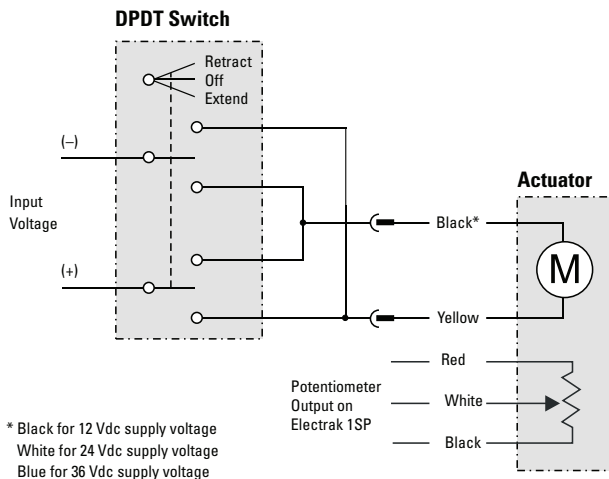 DPDT Switch
Retract
Off
Extend
(–)
Input
Voltage
(+)
Actuator
Black*
M
Yellow
Red
Potentiometer
Output on
Electrak 1SP
White
Black
* Black for 12 Vdc supply voltage
White for 24 Vdc supply voltage
Blue for 36 Vdc supply voltage